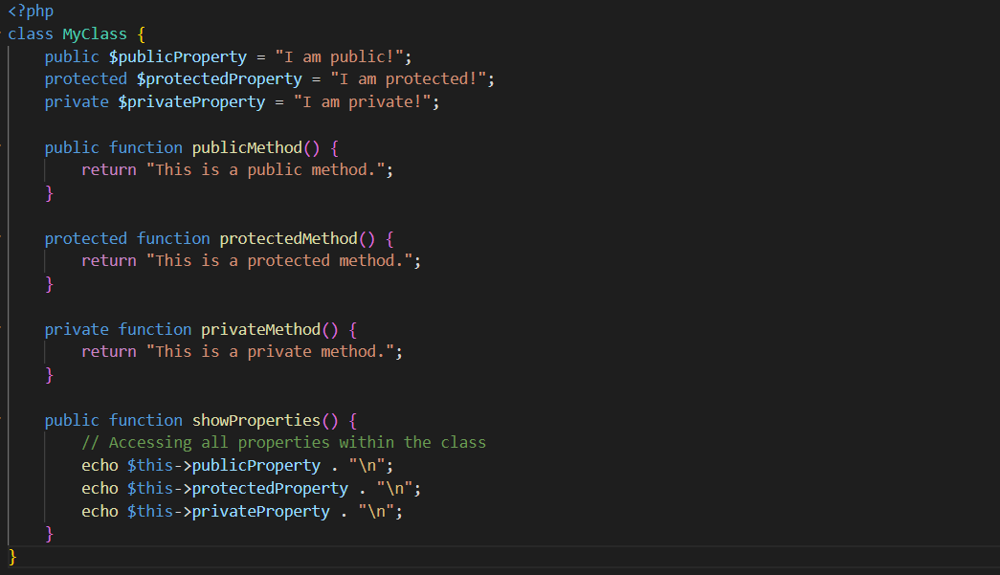 <?php
class MyClass {
    public $publicProperty = "I am public!";
    protected $protectedProperty = "I am protected!";
    private $privateProperty = "I am private!";

    public function publicMethod() {
        return "This is a public method.";
    }

    protected function protectedMethod() {
        return "This is a protected method.";
    }

    private function privateMethod() {
        return "This is a private method.";
    }

    public function showProperties() {
        // Accessing all properties within the class
        echo $this->publicProperty . "\n";
        echo $this->protectedProperty . "\n";
        echo $this->privateProperty . "\n";
    }
}